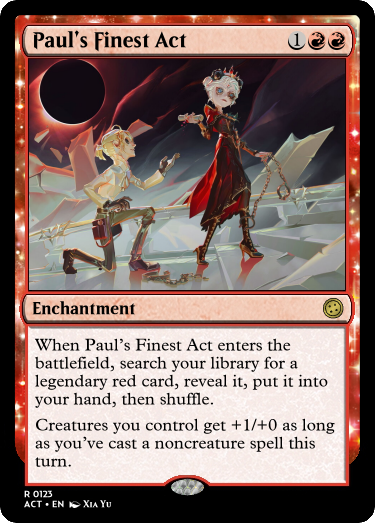 Paul's Finest Act 1
Enchantment
When Paul's Finest Act enters the
battlefield, search your library for a
legendary red card, reveal it, put it into
your hand, then shuffle.
Creatures you control get +1/+0 as long
as you've cast a noncreature spell this
turn.
R 0123
ACT • EN Xia Yu